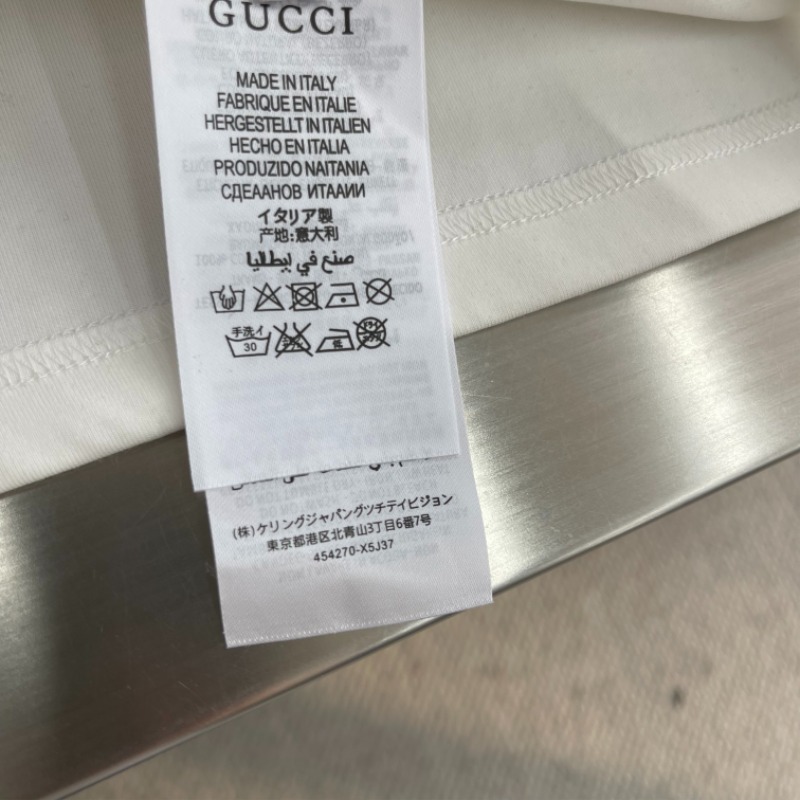 GUCCI
MADE IN ITALY
FABRIQUE EN ITALIE
HERGESTELLT IN ITALIEN
HECHO EN ITALIA
PRODUZIDO NAITANIA
СДЕААНОВ ИТААИИ
イタリア製
产地:意大利
صنع في إيطاليا
手洗イ
30
(株)ケリングジャパングッチディビジョン
東京都港区北青山3丁目6番7号
454270-X5J37